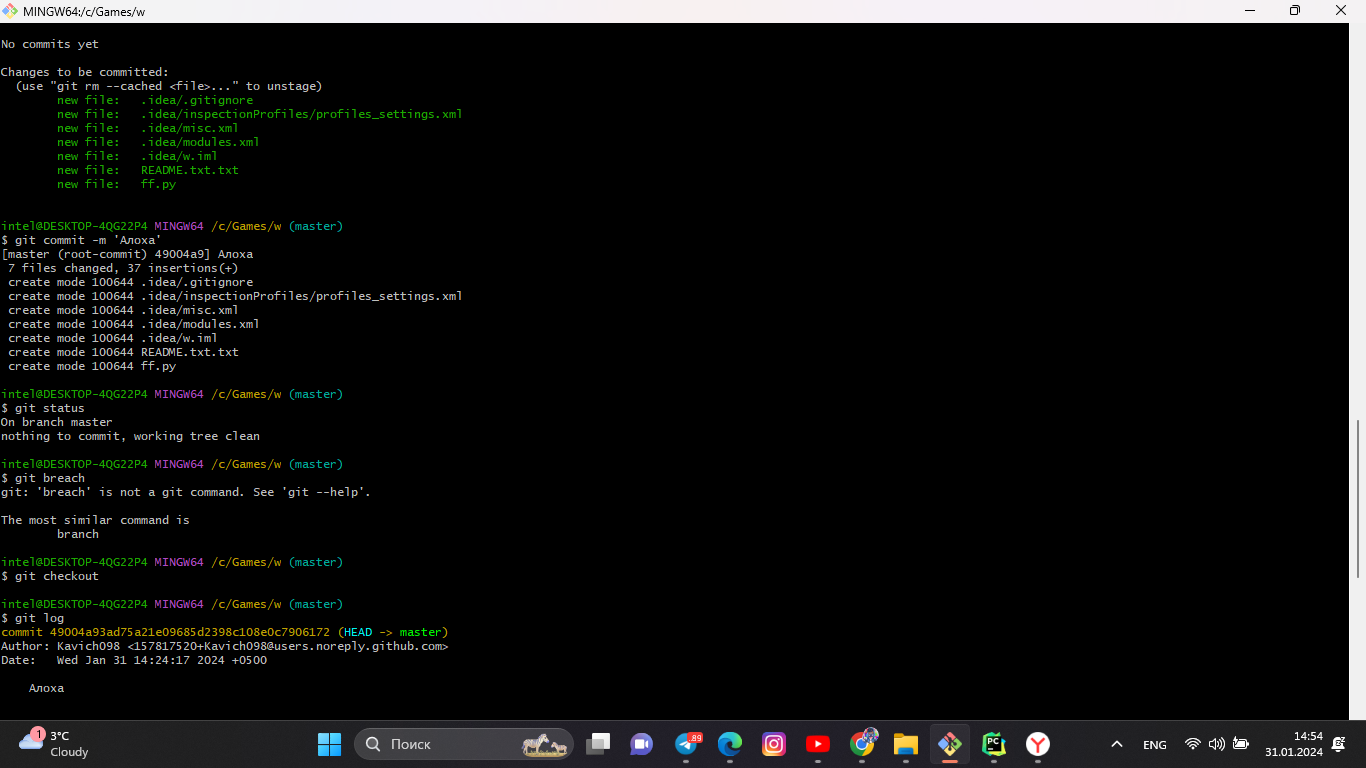 MINGW64:/c/Games/w
No commits yet
Changes to be committed:
(use "git rm --cached <file>..." to unstage)
new file:   .idea/.gitignore
new file:   .idea/inspectionProfiles/profiles_settings.xml
new file:   .idea/misc.xml
new file:   .idea/modules.xml
new file:   .idea/w.iml
new file:   README.txt.txt
new file:   ff.py
intel@DESKTOP-4QG22P4 MINGW64 /c/Games/w (master)
$ git commit -m 'Алоха'
[master (root-commit) 49004a9] Алоха
7 files changed, 37 insertions(+)
create mode 100644 .idea/.gitignore
create mode 100644 .idea/inspectionProfiles/profiles_settings.xml
create mode 100644 .idea/misc.xml
create mode 100644 .idea/modules.xml
create mode 100644 .idea/w.iml
create mode 100644 README.txt.txt
create mode 100644 ff.py
intel@DESKTOP-4QG22P4 MINGW64 /c/Games/w (master)
$ git status
On branch master
nothing to commit, working tree clean
intel@DESKTOP-4QG22P4 MINGW64 /c/Games/w (master)
$ git breach
git: 'breach' is not a git command. See 'git --help'.
The most similar command is
branch
intel@DESKTOP-4QG22P4 MINGW64 /c/Games/w (master)
$ git checkout
intel@DESKTOP-4QG22P4 MINGW64 /c/Games/w (master)
$ git log
commit 49004a93ad75a21e09685d2398c108e0c7906172 (HEAD -> master)
Author: Kavich098 <157817520+Kavich098@users.noreply.github.com>
Date:   Wed Jan 31 14:24:17 2024 +0500
Алоха
1
3°C
Cloudy
Поиск
89
PC
ENG
14:54
31.01.2024